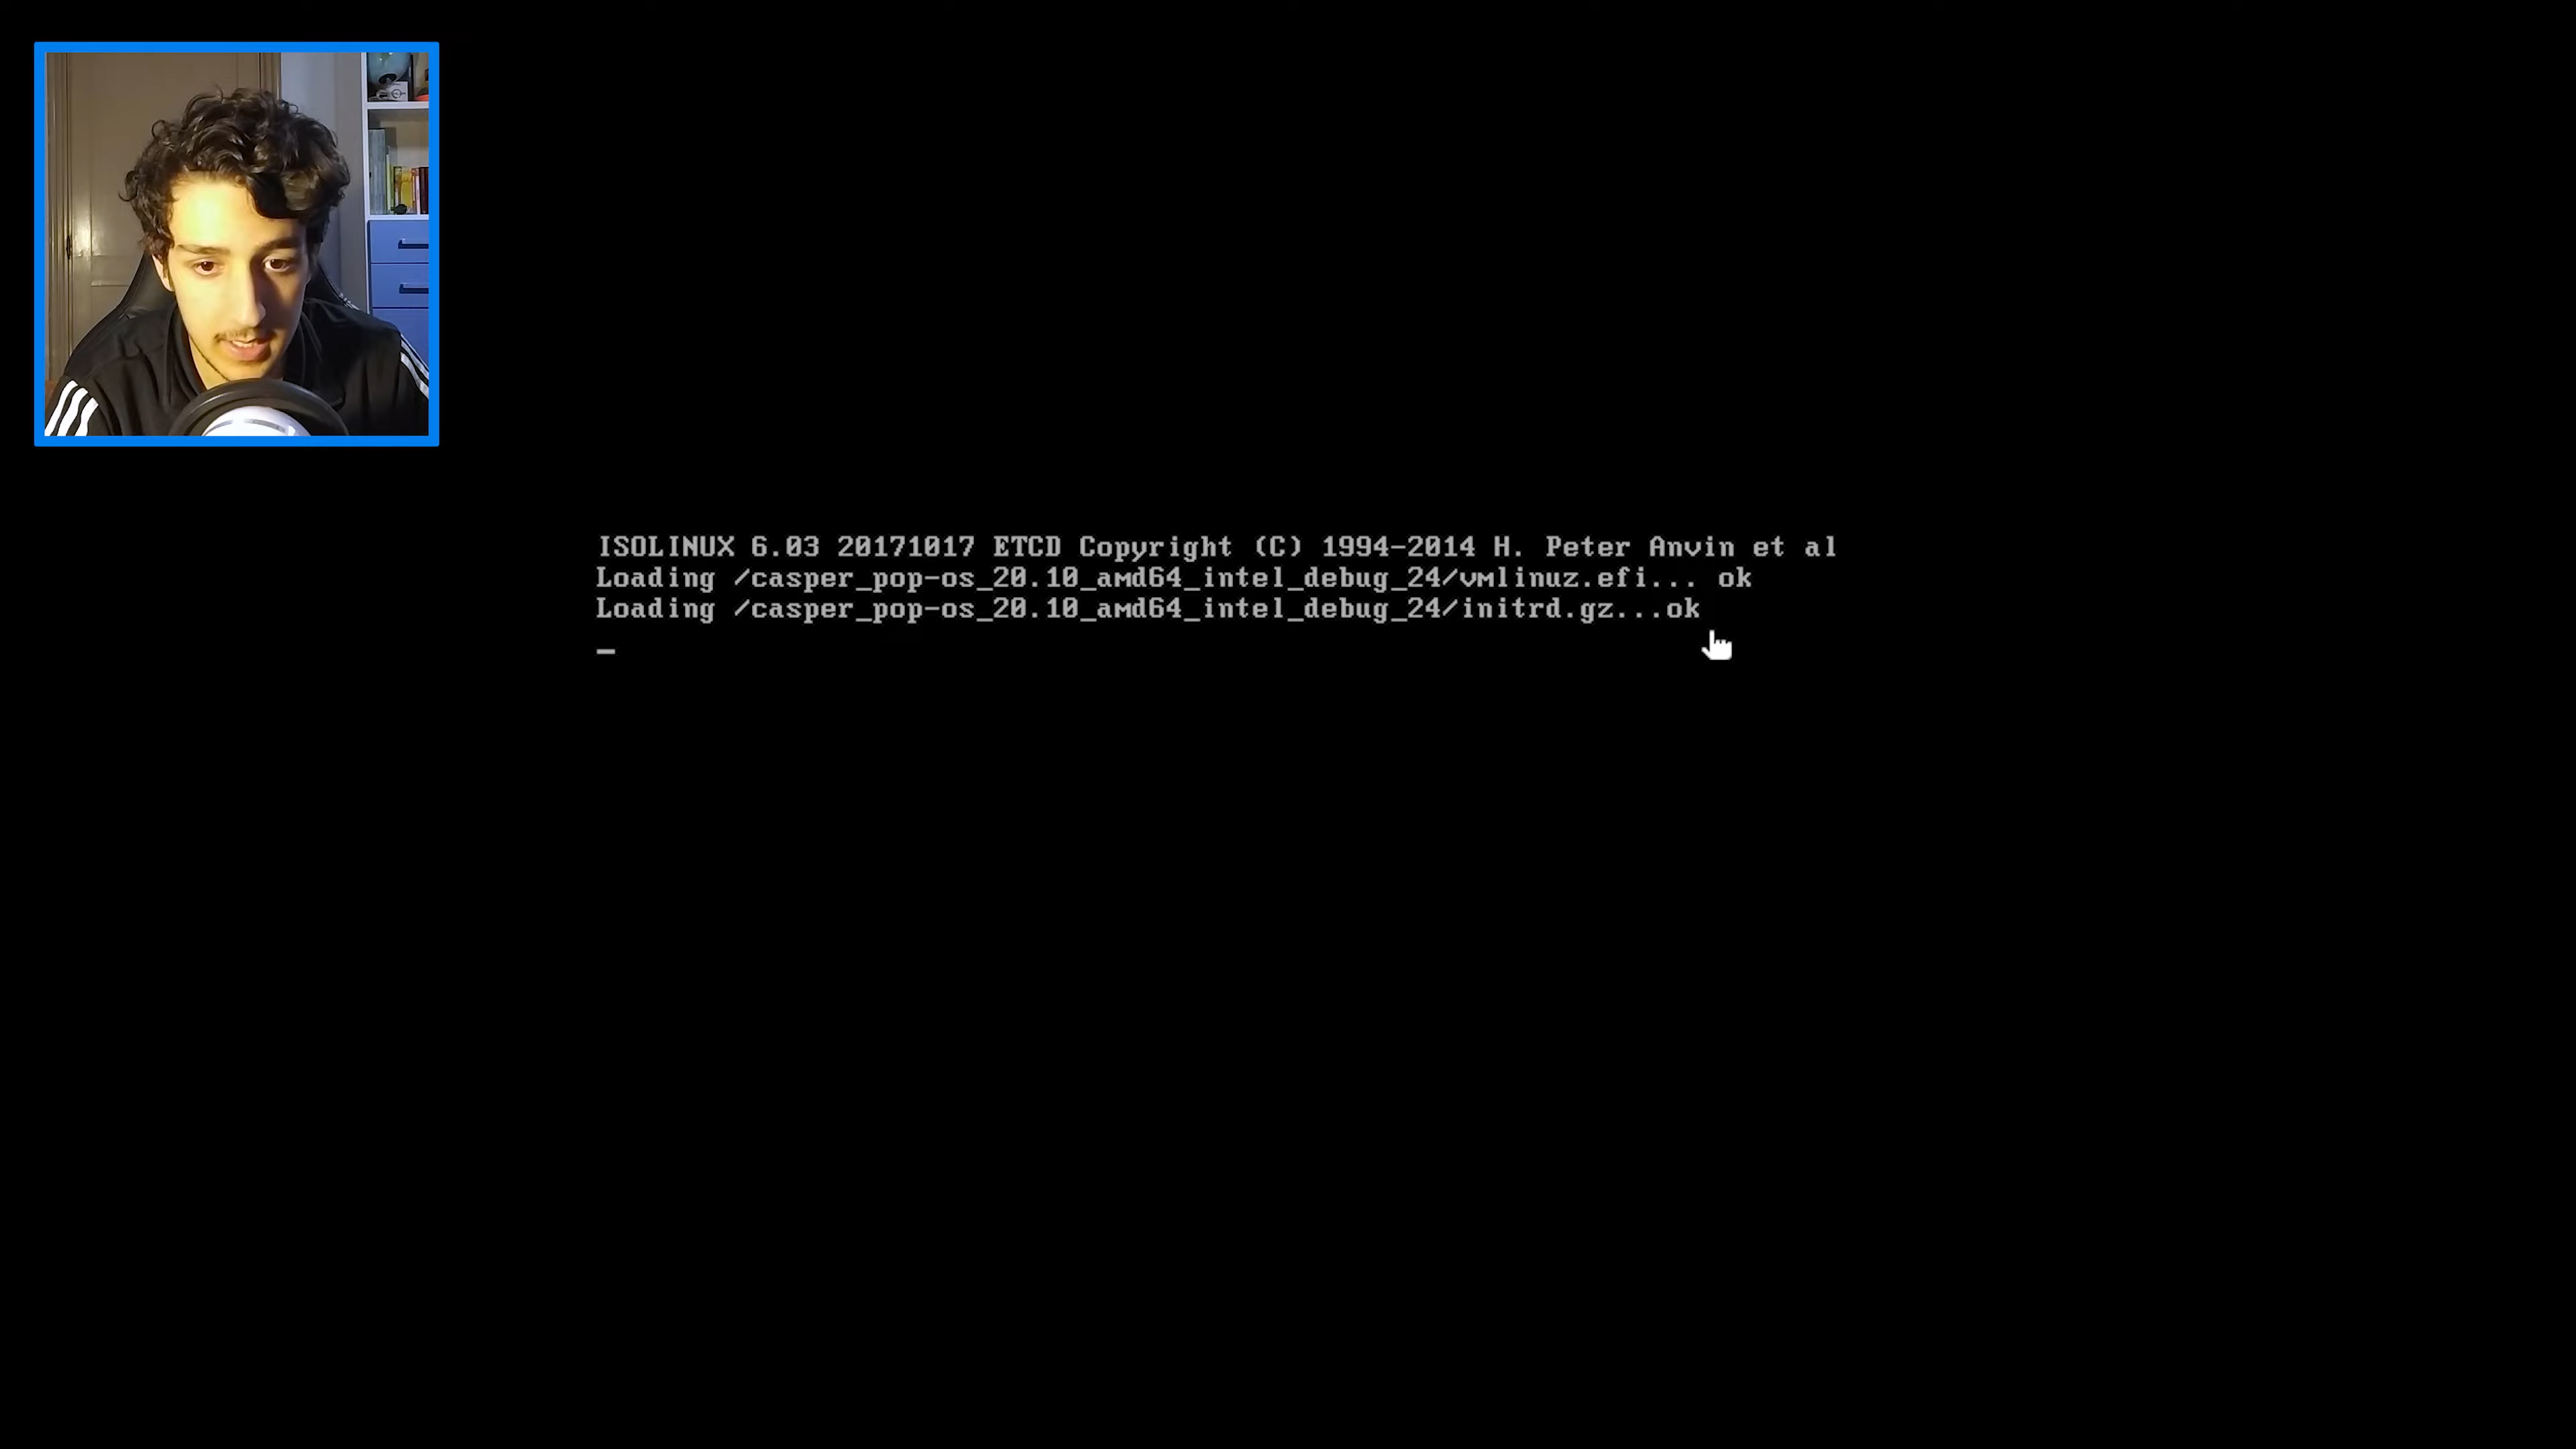 ISOLINUX 6.03 20171017 ETCD Copyright (C) 1994-2014 H. Peter Anvin et al
Loading /casper_pop-os_20.10_amd64_intel_debug_24/vmlinuz.efi... ok
Loading /casper_pop-os_20.10_amd64_intel_debug_24/initrd.gz...ok
_